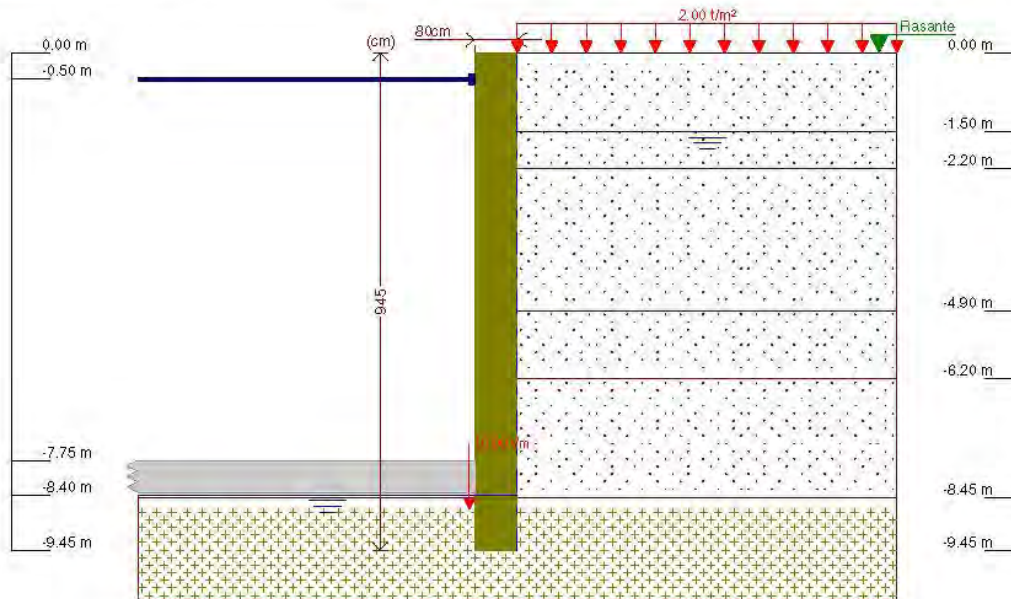 2.00 t/m²
80cm
Rasante
(cm)
0.00 m
0.00 m
-0.50 m
-1.50 m
-2.20 m
945
-4.90 m
-6.20 m
-7.75 m
-8.40 m
-8.45 m
-9.45 m
-9.45 m